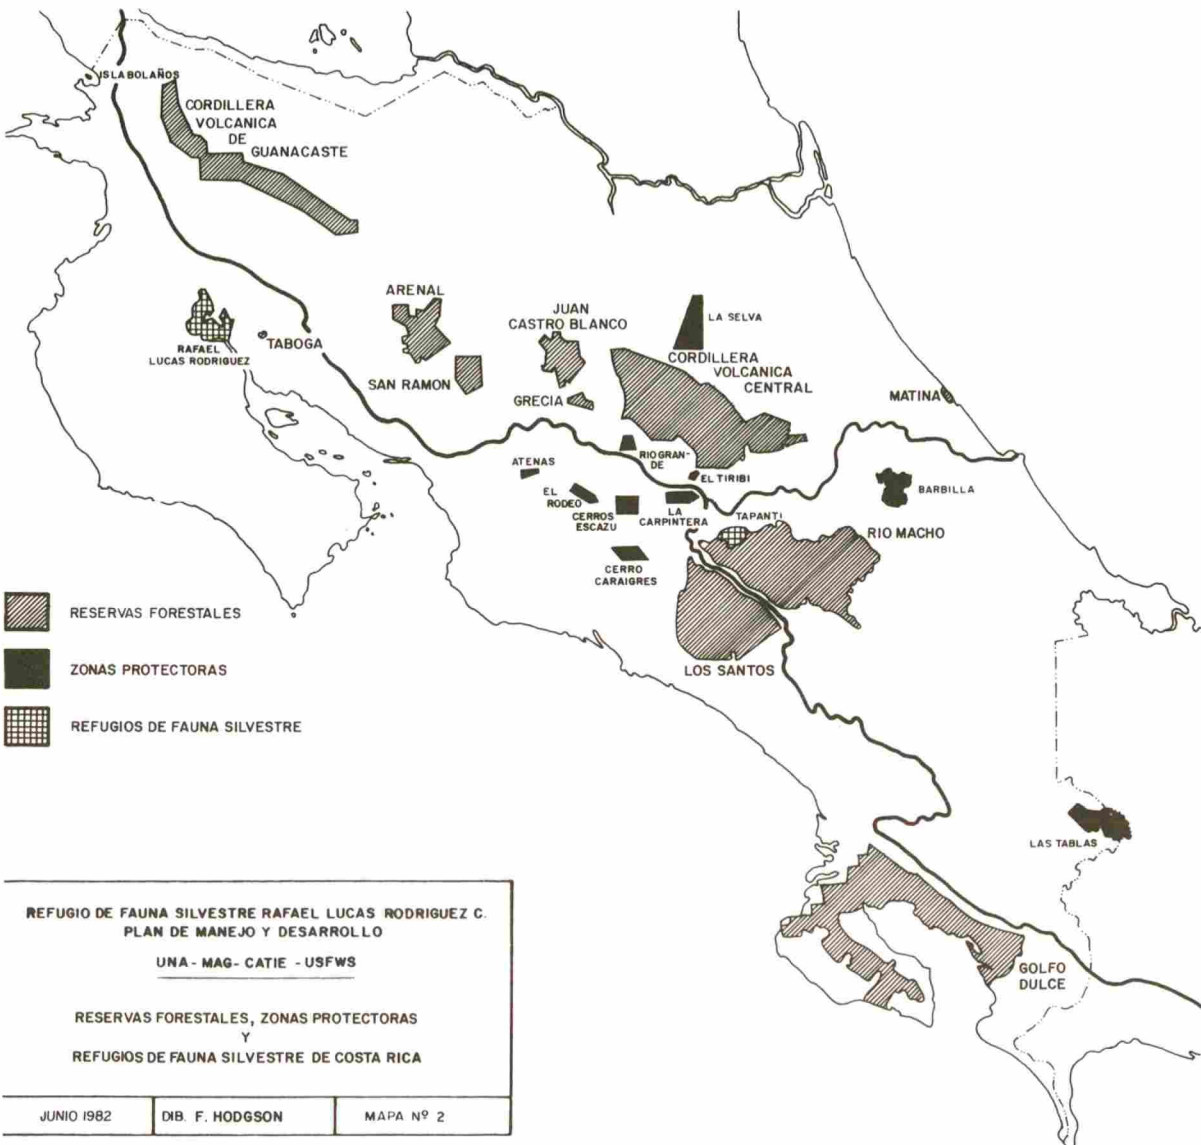 ISLA BOLAÑOS
CORDILLERA
VOLCANICA
DE
GUANACASTE
ARENAL
JUAN
CASTRO BLANCO
LA SELVA
RAFAEL
LUCAS RODRIGUEZ
TABOGA
SAN RAMON
CORDILLERA
VOLCANICA
CENTRAL
GRECIA
MATINA
ATENAS
RIO GRAN-
DE
EL TIRIBI
EL
RODEO
CERROS
ESCAZU
LA
CARPINTERA
TAPANTI
BARBILLA
RIO MACHO
CERRO
CARAIGRES
LOS SANTOS
RESERVAS FORESTALES
ZONAS PROTECTORAS
REFUGIOS DE FAUNA SILVESTRE
LAS TABLAS
GOLFO
DULCE
REFUGIO DE FAUNA SILVESTRE RAFAEL LUCAS RODRIGUEZ C.
PLAN DE MANEJO Y DESARROLLO
UNA - MAG - CATIE - USFWS
RESERVAS FORESTALES, ZONAS PROTECTORAS
Y
REFUGIOS DE FAUNA SILVESTRE DE COSTA RICA
JUNIO 1982
DIB. F. HODGSON
MAPA Nº 2